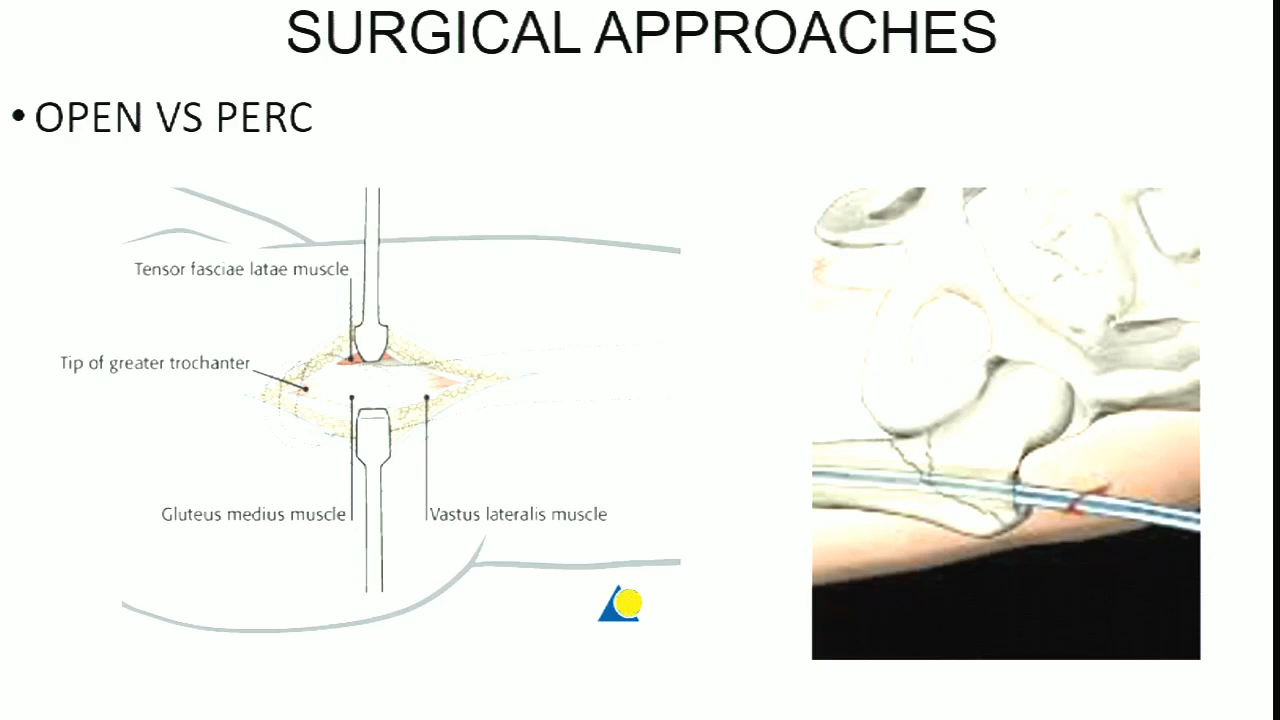 SURGICAL APPROACHES
• OPEN VS PERC
Tensor fasciae latae muscle
Tip of greater trochanter
Gluteus medius muscle
Vastus lateralis muscle